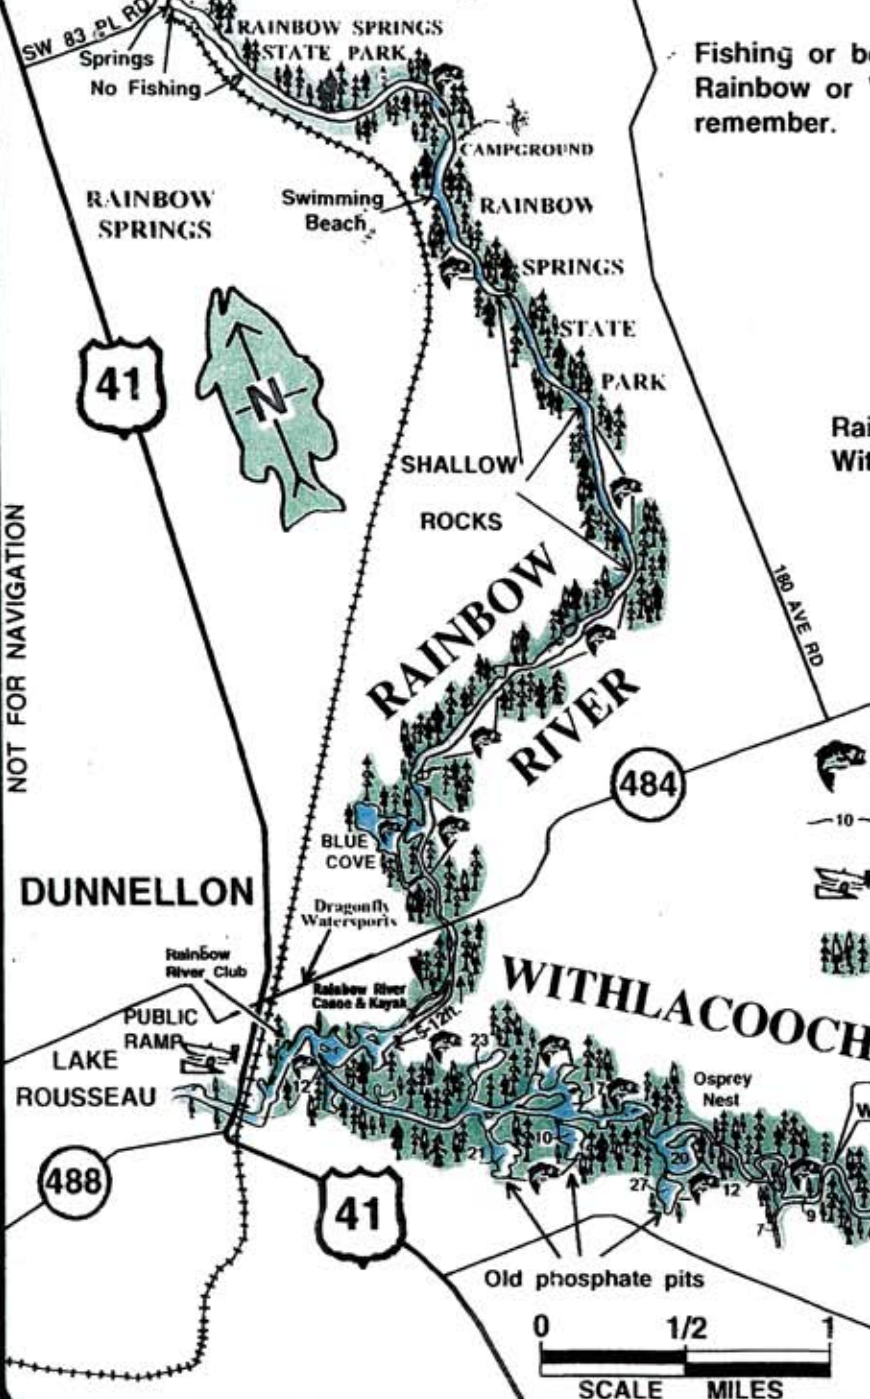 SW 83 PL RD
Springs
No Fishing
RAINBOW SPRINGS
STATE PARK
Fishing or b
Rainbow or
remember.
CAMPGROUND
RAINBOW
SPRINGS
Swimming
Beach
RAINBOW
SPRINGS
STATE
PARK
41
N
Rai
Wit
SHALLOW
ROCKS
NOT FOR NAVIGATION
RAINBOW
RIVER
180 AVE RD
484
10
BLUE
COVE
DUNNELLON
Dragonfly
Watersports
Rainbow
River Club
Rainbow River
Canoe & Kayak
5-12ft.
WITHLACOOCH
PUBLIC
RAMP
LAKE
ROUSSEAU
12
23
17
Osprey
Nest
W
21
10
20
27
12
9
7
488
41
Old phosphate pits
0 1/2 1
SCALE MILES